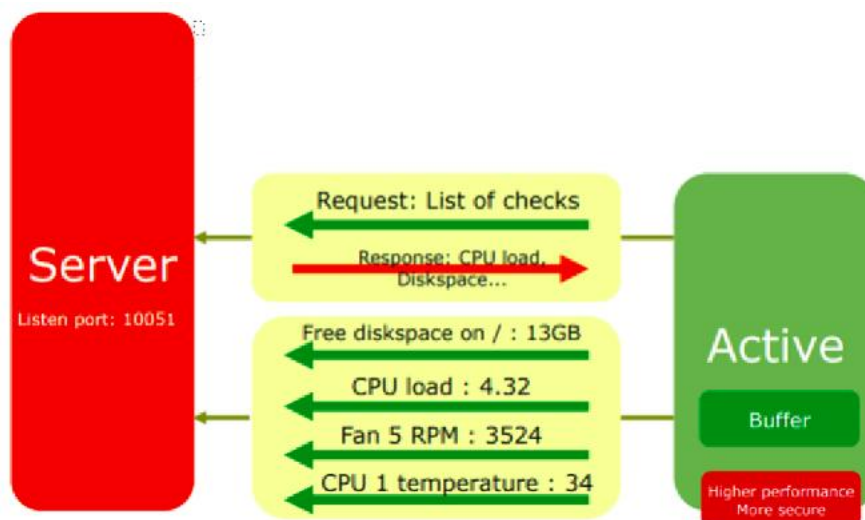 Server
Listen port: 10051
Request: List of checks
Response: CPU load,
Diskspace...
Free diskspace on / : 13GB
CPU load : 4.32
Fan 5 RPM : 3524
CPU 1 temperature : 34
Active
Buffer
Higher performance
More secure